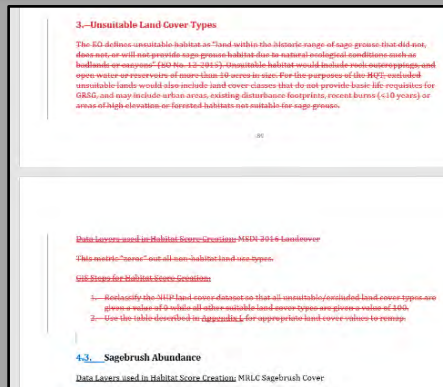 3. Unsuitable Land Cover Types
The EO defines unsuitable habitat as "land within the historic range of sage grouse that did not,
does not, or will not provide sage grouse habitat due to natural ecological conditions such as
badlands or canyons" (EO No. 12-2015). Unsuitable habitat would include rock outcroppings, and
open water or reservoirs of more than 10 acres in size. For the purposes of the HQT, excluded
unsuitable lands would also include land cover classes that do not provide basic life requisites for
GRSG, and may include urban areas, existing disturbance footprints, recent burns (<10 years) or
areas of high elevation or forested habitats not suitable for sage grouse.
Data Layers used in Habitat Score Creation: MSDI 2016 Landcover
This metric "zeros" out all non-habitat land use types.
GIS Steps for Habitat Score Creation:
1. Reclassify the NHP land cover dataset so that all unsuitable/excluded land cover types are
given a value of 0 while all other suitable land cover types are given a value of 100.
2. Use the table described in Appendix L for appropriate land cover values to remap.
43. Sagebrush Abundance
Data Layers used in Habitat Score Creation: MRLC Sagebrush Cover